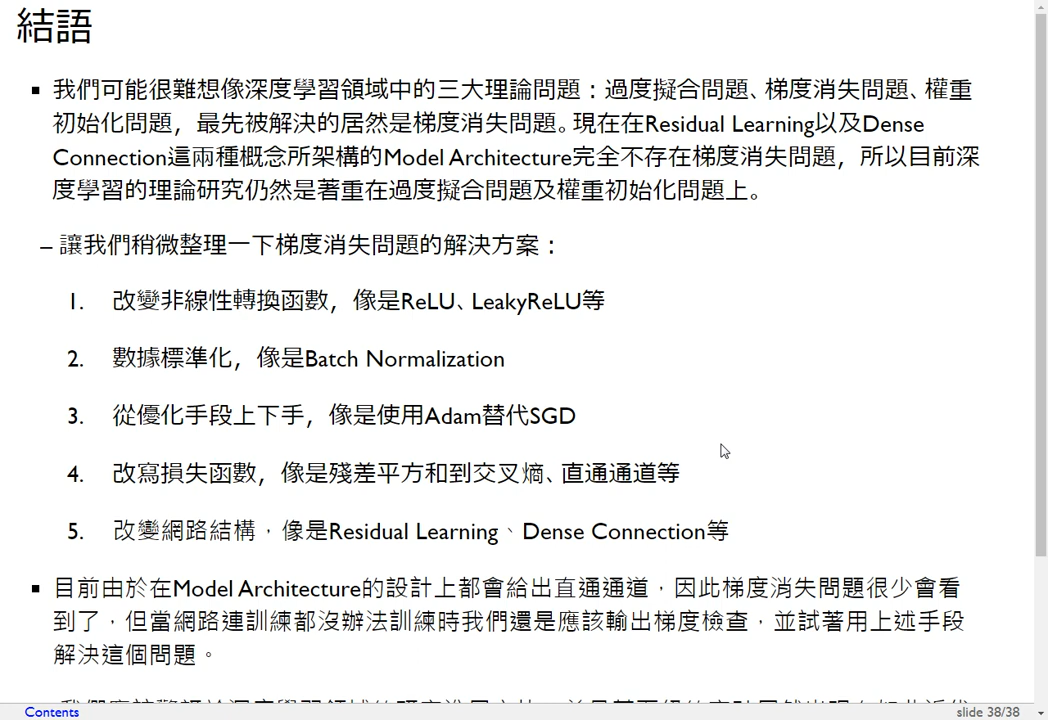 結語
▪ 我們可能很難想像深度學習領域中的三大理論問題：過度擬合問題、梯度消失問題、權重
初始化問題，最先被解決的居然是梯度消失問題。現在在Residual Learning以及Dense
Connection這兩種概念所架構的Model Architecture完全不存在梯度消失問題，所以目前深
度學習的理論研究仍然是著重在過度擬合問題及權重初始化問題上。
– 讓我們稍微整理一下梯度消失問題的解決方案：
1. 改變非線性轉換函數，像是ReLU、LeakyReLU等
2. 數據標準化，像是Batch Normalization
3. 從優化手段上下手，像是使用Adam替代SGD
4. 改寫損失函數，像是殘差平方和到交叉熵、直通通道等
5. 改變網路結構，像是Residual Learning、Dense Connection等
▪ 目前由於在Model Architecture的設計上都會給出直通通道，因此梯度消失問題很少會看
到了，但當網路連訓練都沒辦法訓練時我們還是應該輸出梯度檢查，並試著用上述手段
解決這個問題。
Contents
slide 38/38